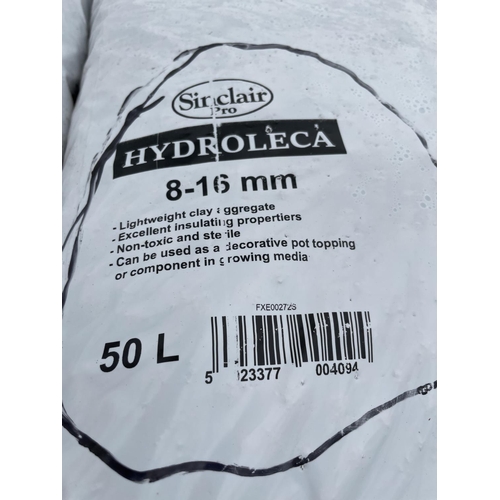 Sinclair
Pro
HYDROLECA
8-16 mm
- Lightweight clay aggregate
- Excellent insulating propertiers
- Non-toxic and sterile
- Can be used as a decorative pot topping
or component in growing media
FXE00272S
50 L
5 023377 004094